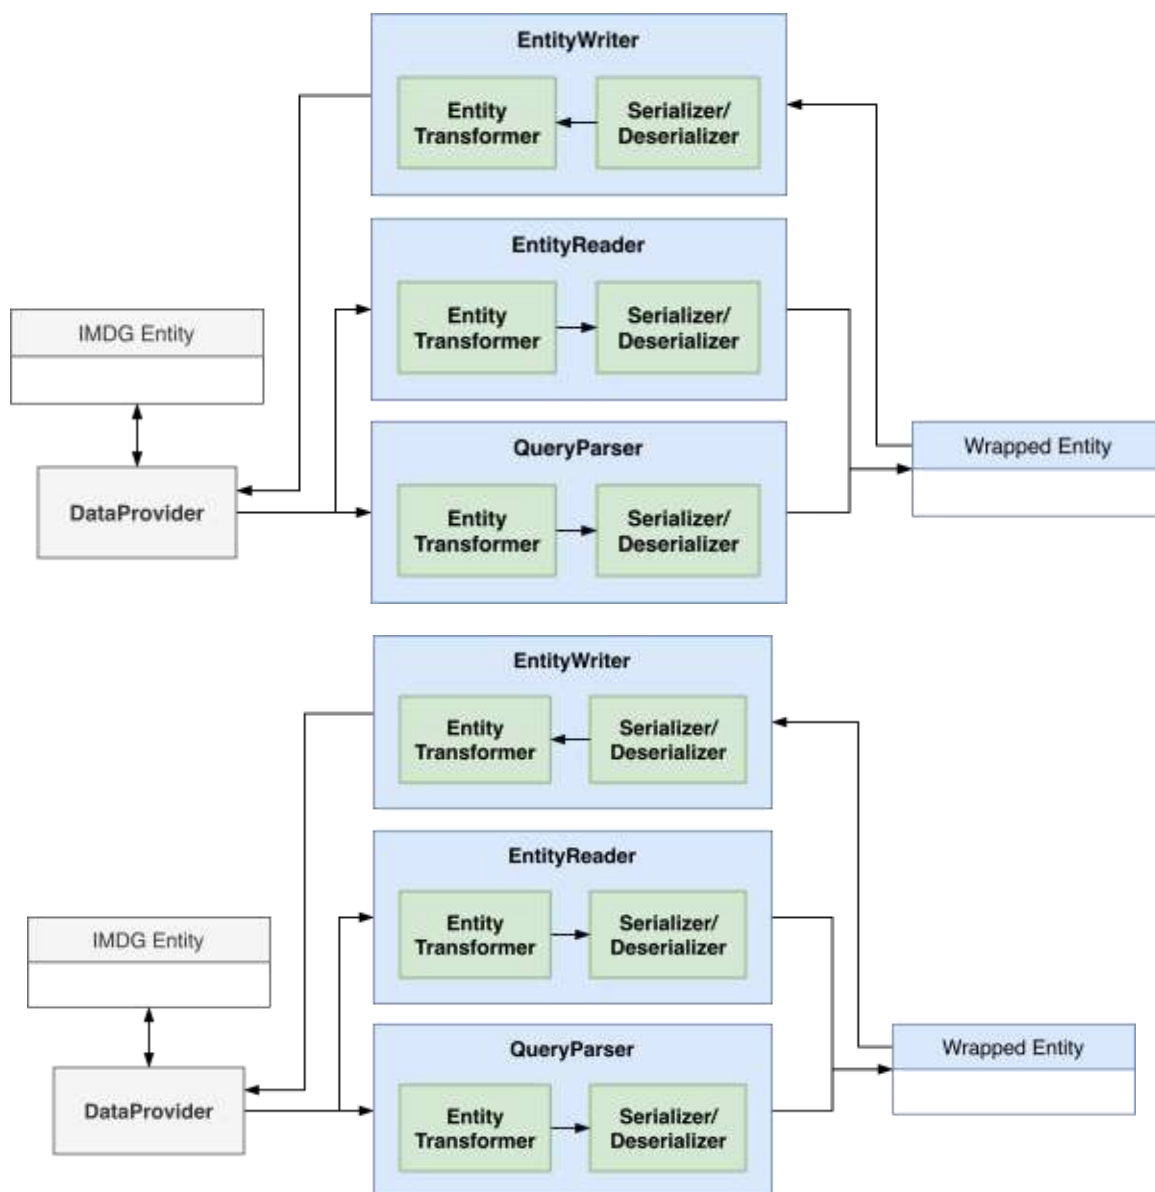 EntityWriter
Entity
Transformer
Serializer/
Deserializer
EntityReader
Entity
Transformer
Serializer/
Deserializer
IMDG Entity
QueryParser
Wrapped Entity
Entity
Transformer
Serializer/
Deserializer
DataProvider
EntityWriter
Entity
Transformer
Serializer/
Deserializer
EntityReader
Entity
Transformer
Serializer/
Deserializer
IMDG Entity
QueryParser
Wrapped Entity
Entity
Transformer
Serializer/
Deserializer
DataProvider